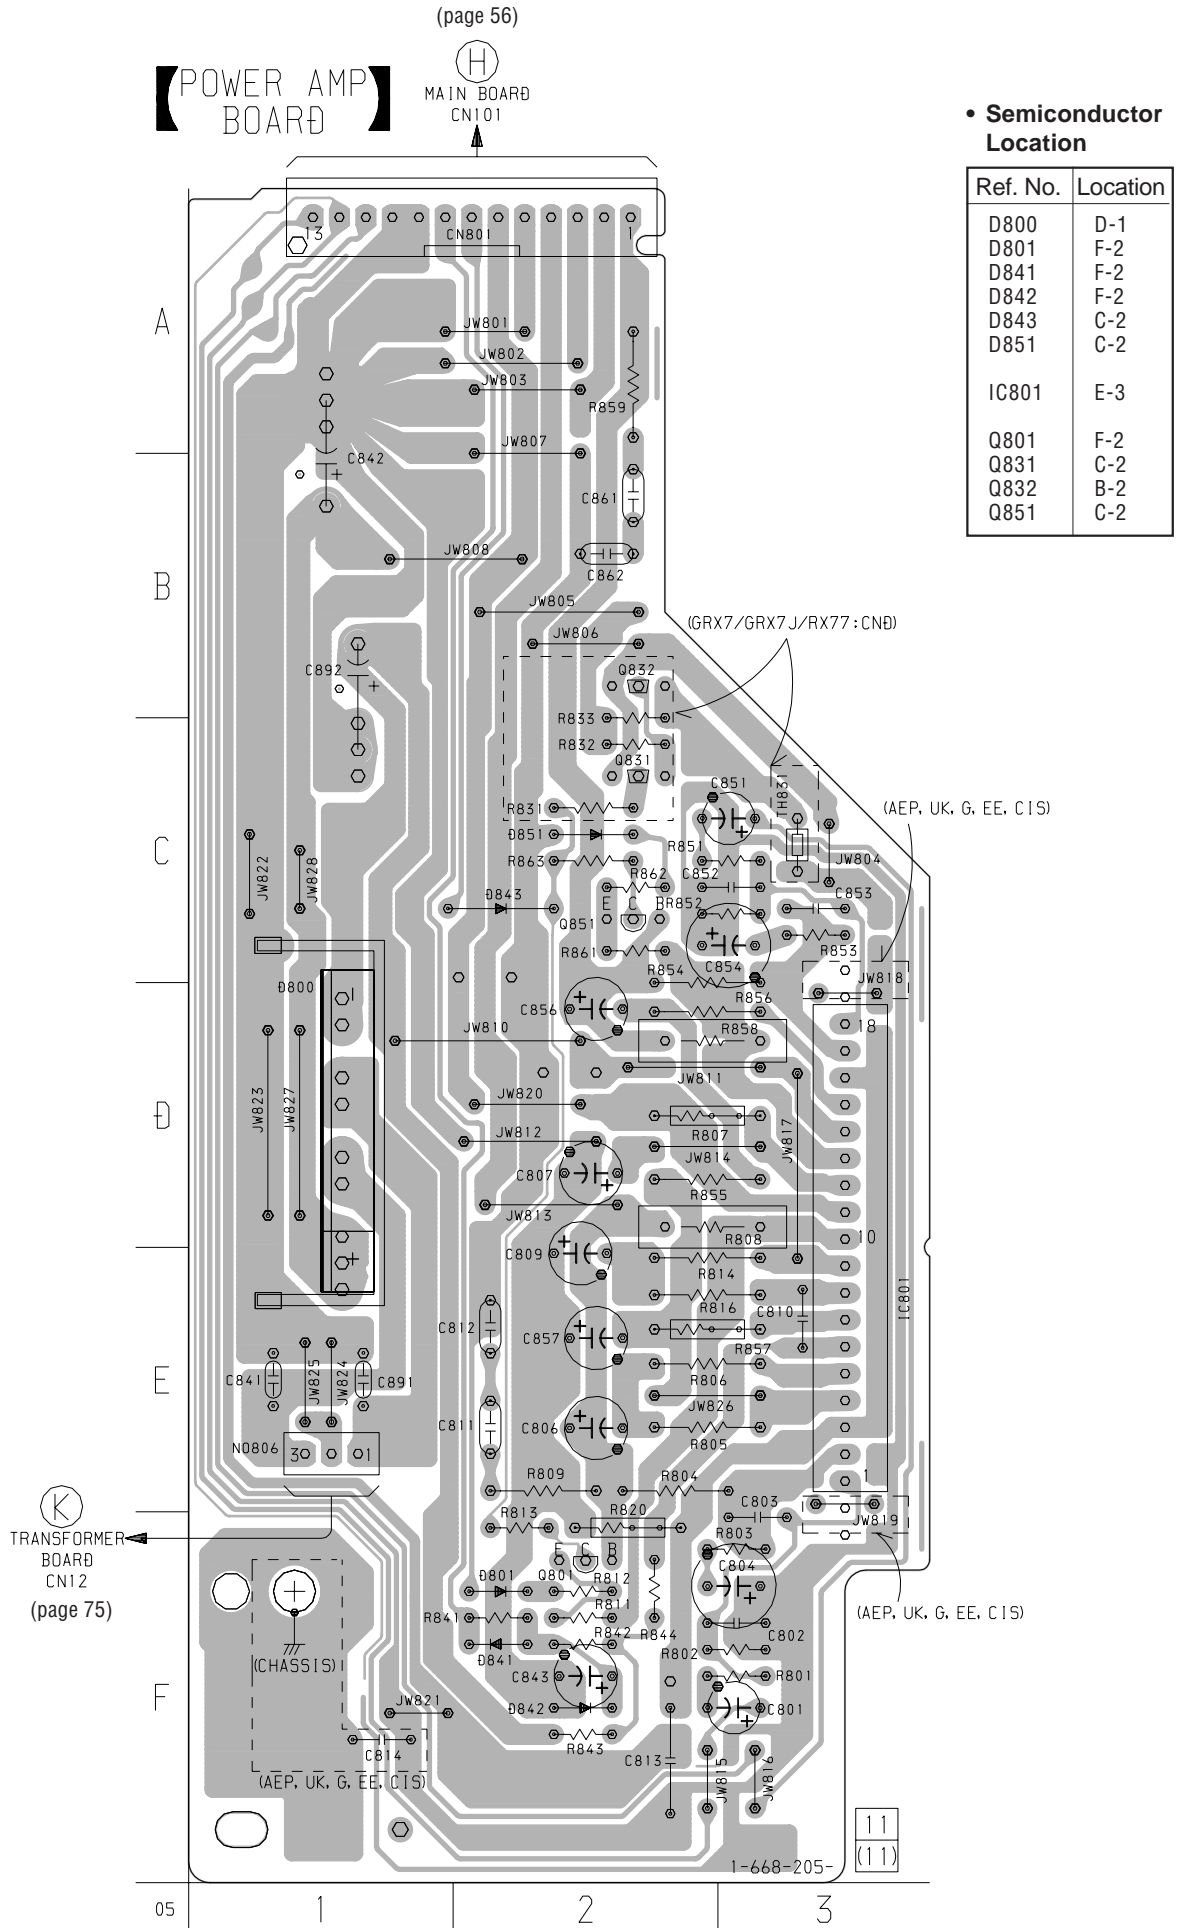 (page 56)
H
MAIN BOARD
CN101
POWER AMP
BOARD
• Semiconductor
Location
Ref. No. Location
D800 D-1
D801 F-2
D841 F-2
D842 F-2
D843 C-2
D851 C-2
IC801 E-3
Q801 F-2
Q831 C-2
Q832 B-2
Q851 C-2
13 CN801 1
A
JW801
JW802
JW803
R859
JW807
C842
+
C861
JW808
C862
B
JW805
(GRX7/GRX7J/RX77:CND)
JW806
C892
+
Q832
R833
R832
Q831
C851
TH831
R831
+
(AEP, UK, G, EE, CIS)
D851
C
R851
JW804
R863
JW822
JW828
R862
C852
C853
D843
E C B
R852
Q851
+
R853
R861
C854
R854
JW818
D800
1
+
C856
R856
18
JW810
R858
JW811
JW823
JW827
JW820
D
R807
JW817
JW812
JW814
C807
+
R855
JW813
10
+
R808
C809
+
R814
IC801
R816
C810
C812
+
C857
R857
E
C841
JW825
JW824
C891
R806
JW826
C811
+
C806
R805
NO806
3 1
R809
R804
1
K
C803
TRANSFORMER
BOARD
CN12
(page 75)
R813
R820
JW819
R803
E C B
C804
D801
Q801
R812
+
R811
(AEP, UK, G, EE, CIS)
R841
R842
R844
C802
D841
R802
(CHASSIS)
C843
+
R801
F
JW821
D842
C801
+
C814
R843
C813
JW815
JW816
(AEP, UK, G, EE, CIS)
11
(11)
1-668-205-
05 1 2 3